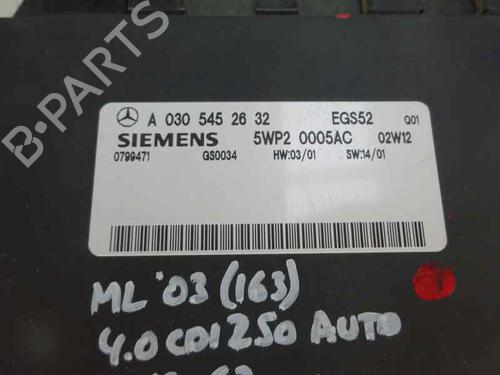 B-PARTS
A 030 545 26 32 EGS52 Q01
SIEMENS 5WP2 0005AC 02W12
0799471 GS0034 HW:03/01 SW:14/01
ML '03 (163)
4.0 CDI 250 AUTO